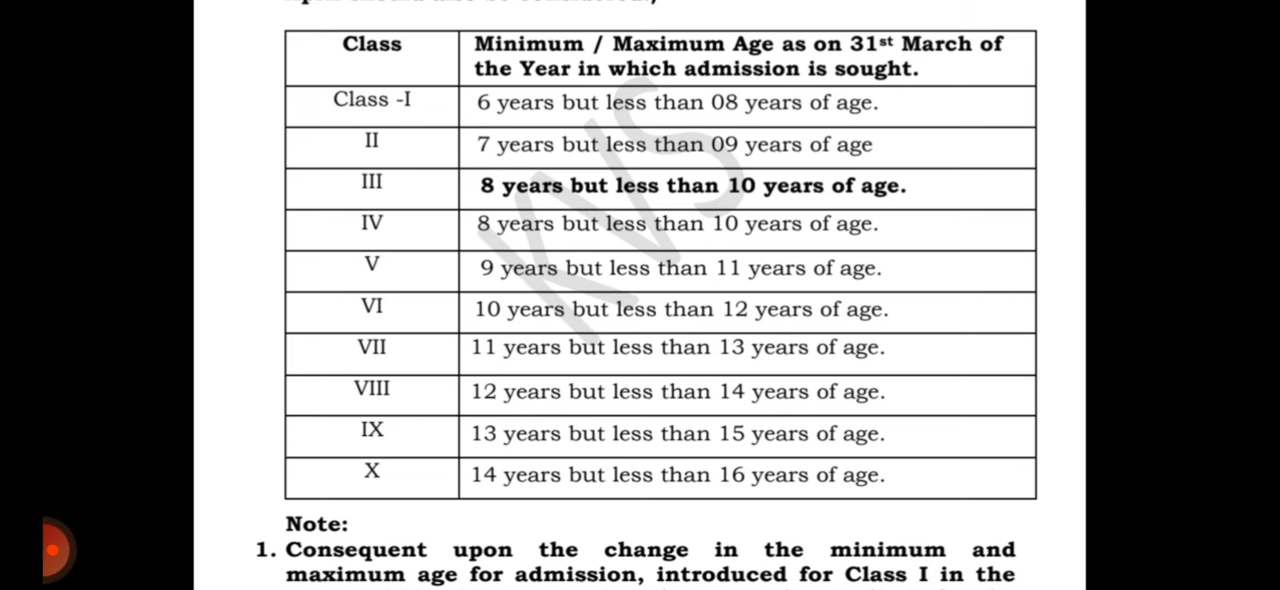 Class
Minimum / Maximum Age as on 31st March of
the Year in which admission is sought.
Class -I
6 years but less than 08 years of age.
II
7 years but less than 09 years of age
III
8 years but less than 10 years of age.
IV
8 years but less than 10 years of age.
V
9 years but less than 11 years of age.
VI
10 years but less than 12 years of age.
VII
11 years but less than 13 years of age.
VIII
12 years but less than 14 years of age.
IX
13 years but less than 15 years of age.
X
14 years but less than 16 years of age.
KVS
Note:
1. Consequent upon the change in the minimum and
maximum age for admission, introduced for Class I in the